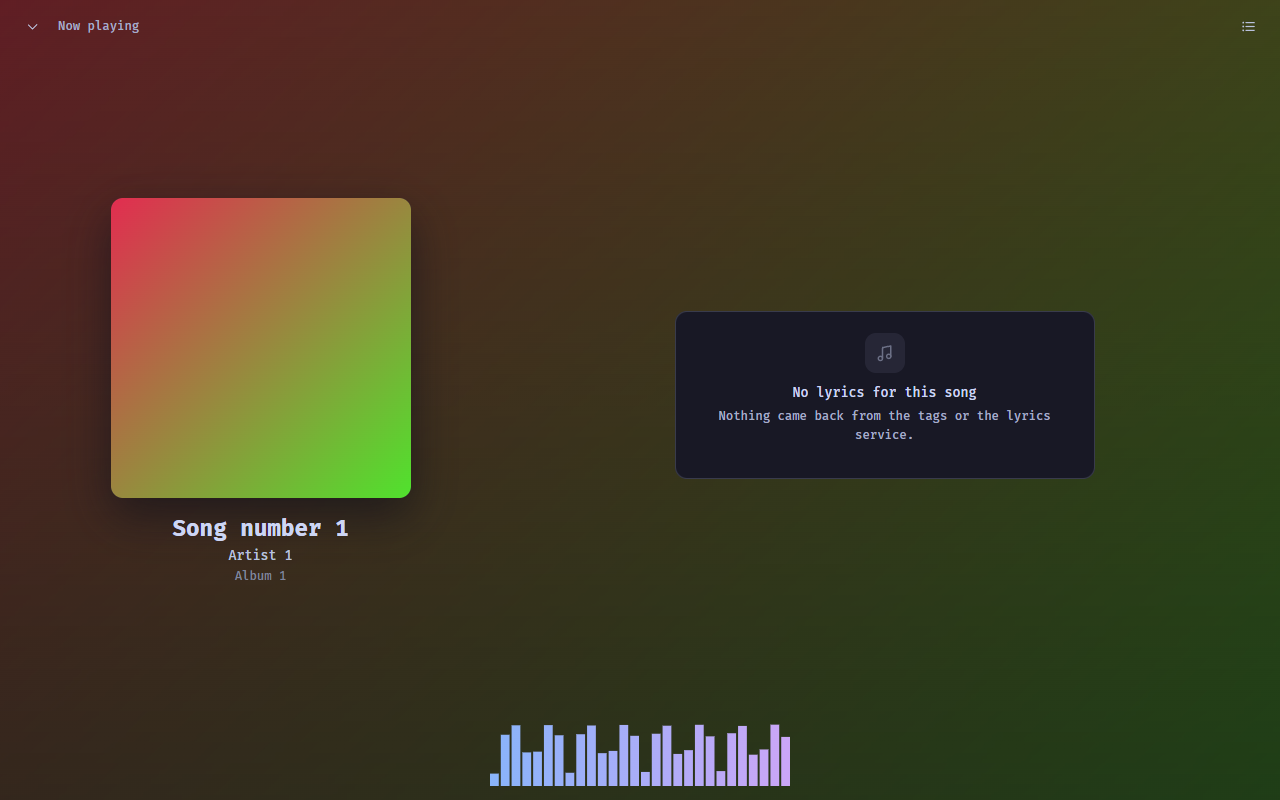 Now playing
Song number 1
Artist 1
Album 1
No lyrics for this song
Nothing came back from the tags or the lyrics
service.